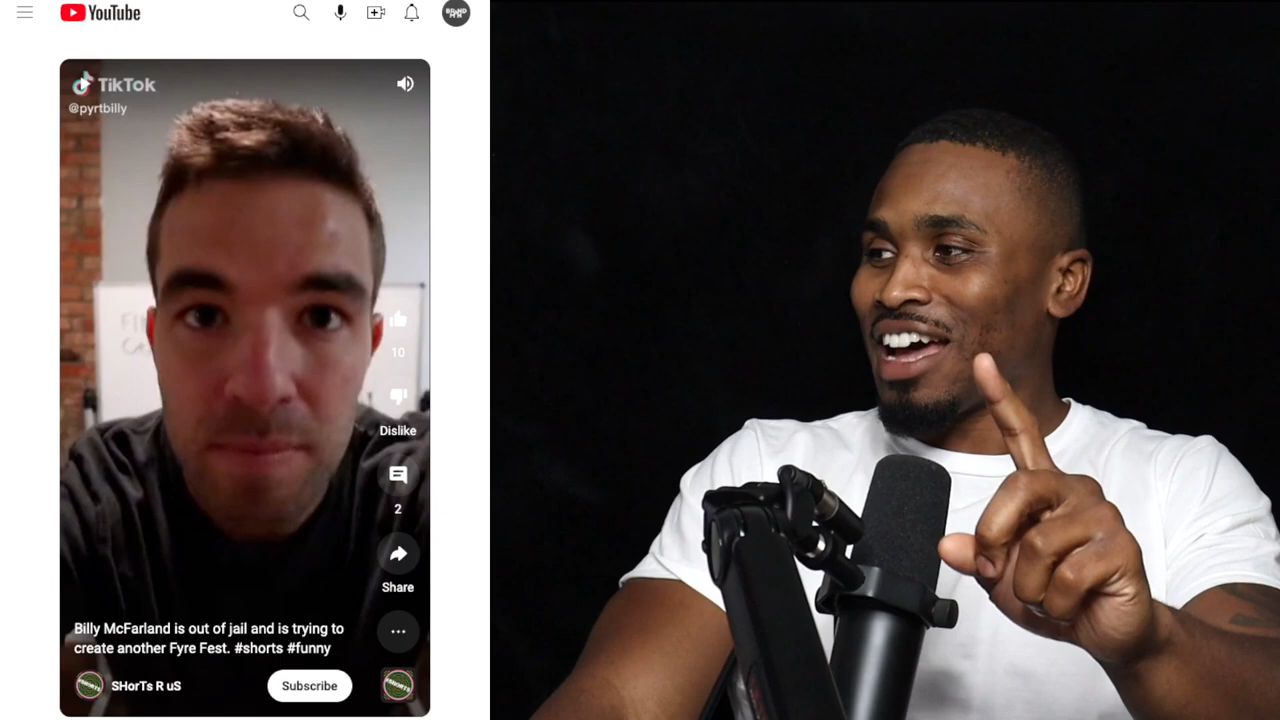 YouTube
BRAND
TikTok
@pyrtbilly
10
Dislike
2
Share
Billy McFarland is out of jail and is trying to
create another Fyre Fest. #shorts #funny
SHorTs R uS
Subscribe